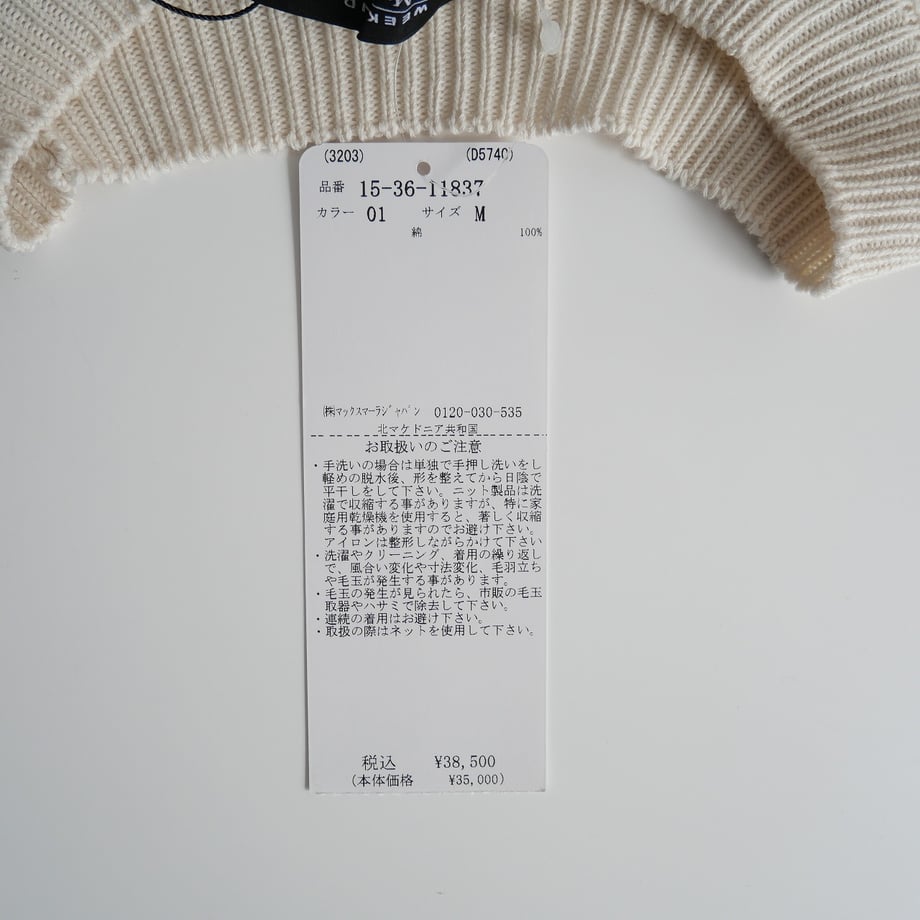 WEEKEND
(3203) (D5740)
品番 15-36-11837
カラー 01 サイズ M
綿 100%
㈱マックスマーラジャパン 0120-030-535
北マケドニア共和国
お取扱いのご注意
・手洗いの場合は単独で手押し洗いをし
軽めの脱水後、形を整えてから日陰で
平干しをして下さい。ニット製品は洗
濯で収縮する事がありますが、特に家
庭用乾燥機を使用すると、著しく収縮
する事がありますのでお避け下さい。
アイロンは整形しながらかけて下さい
・洗濯やクリーニング、着用の繰り返し
で、風合い変化や寸法変化、毛羽立ち
や毛玉が発生する事があります。
・毛玉の発生が見られたら、市販の毛玉
取器やハサミで除去して下さい。
・連続の着用はお避け下さい。
・取扱の際はネットを使用して下さい。
税込 ¥38,500
(本体価格 ¥35,000)